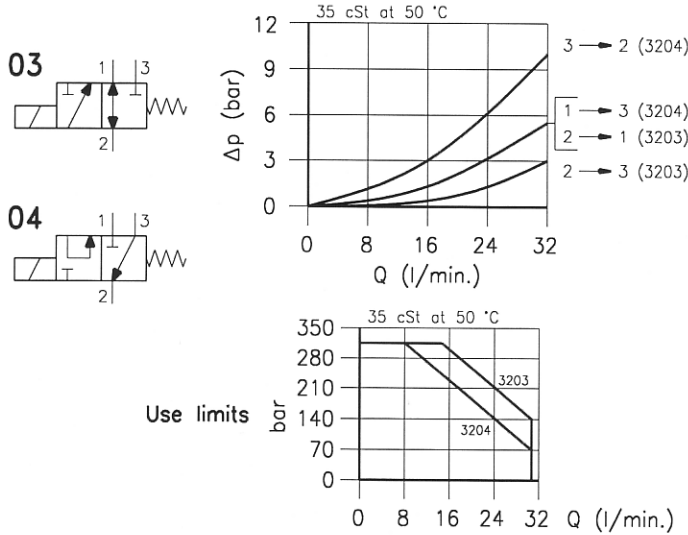 03
1 3
2
04
1 3
2
35 cSt at 50 °C
Δp (bar)
12
9
6
3
0
0 8 16 24 32
Q (l/min.)
3 → 2 (3204)
1 → 3 (3204)
2 → 1 (3203)
2 → 3 (3203)
Use limits
35 cSt at 50 °C
bar
350
280
210
140
70
0
3203
3204
0 8 16 24 32 Q (l/min.)